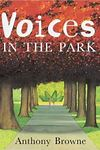 Voices
IN THE PARK
Anthony Browne